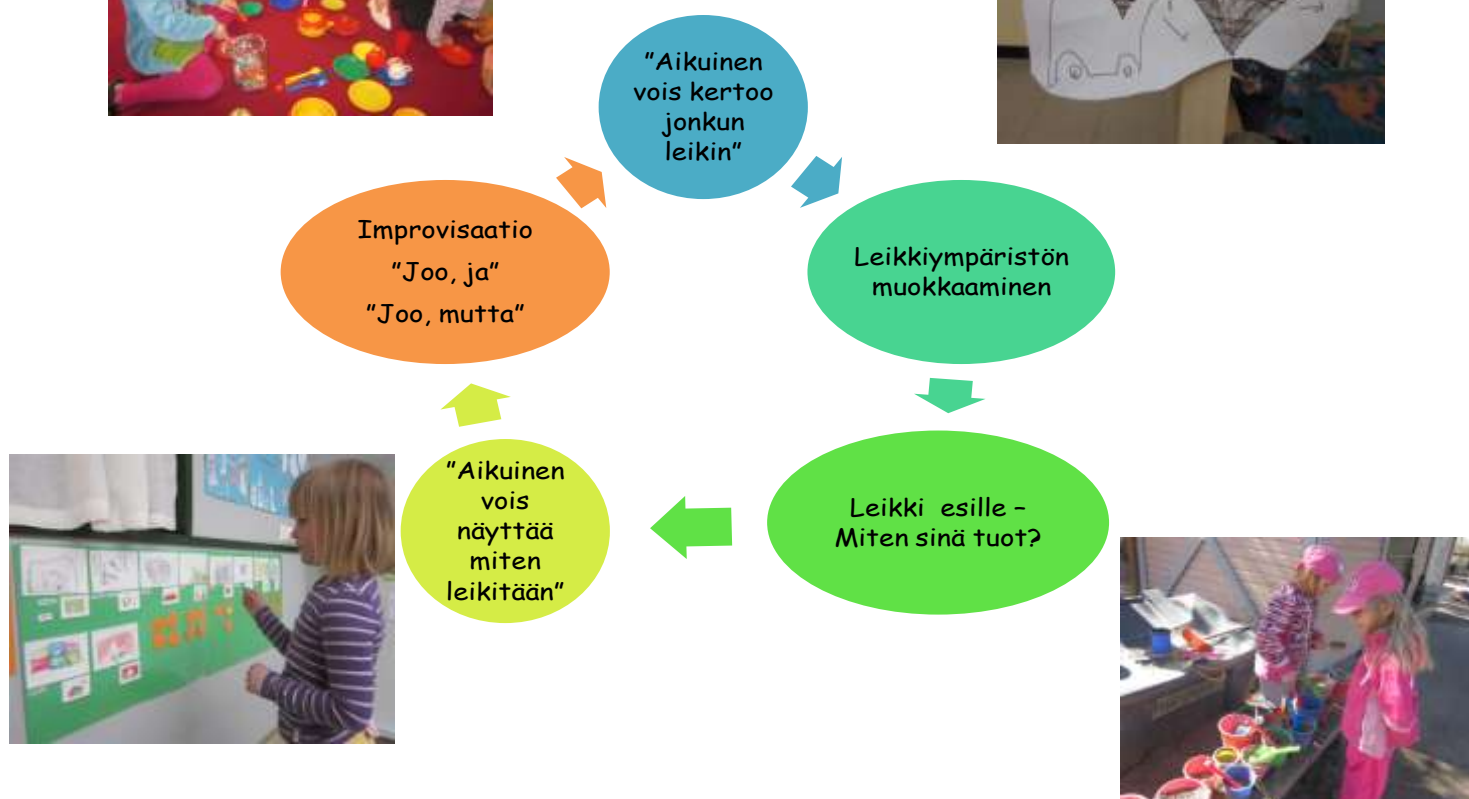 ”Aikuinen
vois kertoo
jonkun
leikin”
Leikkiympäristön
muokkaaminen
Leikki esille –
Miten sinä tuot?
”Aikuinen
vois
näyttää
miten
leikitään”
Improvisaatio
”Joo, ja”
”Joo, mutta”